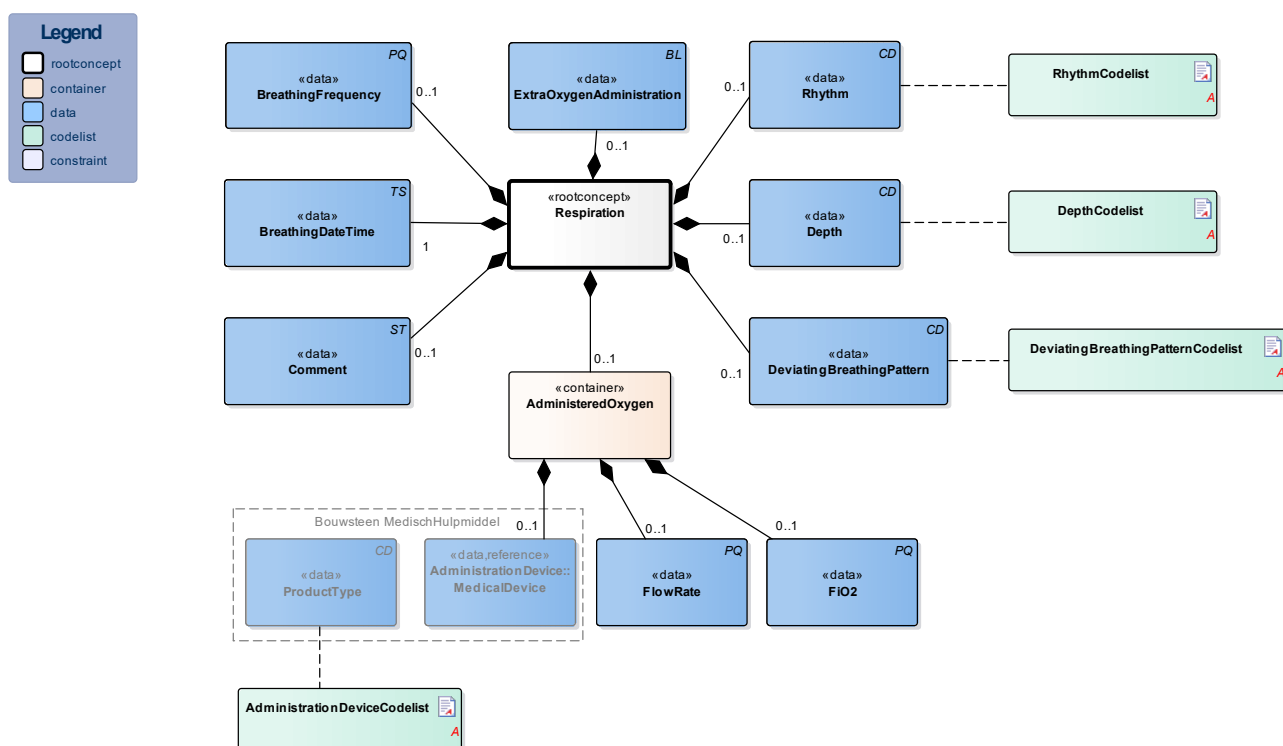 Legend
rootconcept
container
data
codelist
constraint
PQ
«data»
BreathingFrequency
0..1
BL
«data»
ExtraOxygenAdministration
0..1
CD
«data»
Rhythm
0..1
RhythmCodelist
A
TS
«data»
BreathingDateTime
1
«rootconcept»
Respiration
CD
«data»
Depth
0..1
DepthCodelist
A
ST
«data»
Comment
0..1
0..1
«container»
AdministeredOxygen
CD
«data»
DeviatingBreathingPattern
0..1
DeviatingBreathingPatternCodelist
A
Bouwsteen MedischHulpmiddel
CD
«data»
ProductType
0..1
«data,reference»
AdministrationDevice::
MedicalDevice
0..1
PQ
«data»
FlowRate
0..1
PQ
«data»
FiO2
AdministrationDeviceCodelist
A